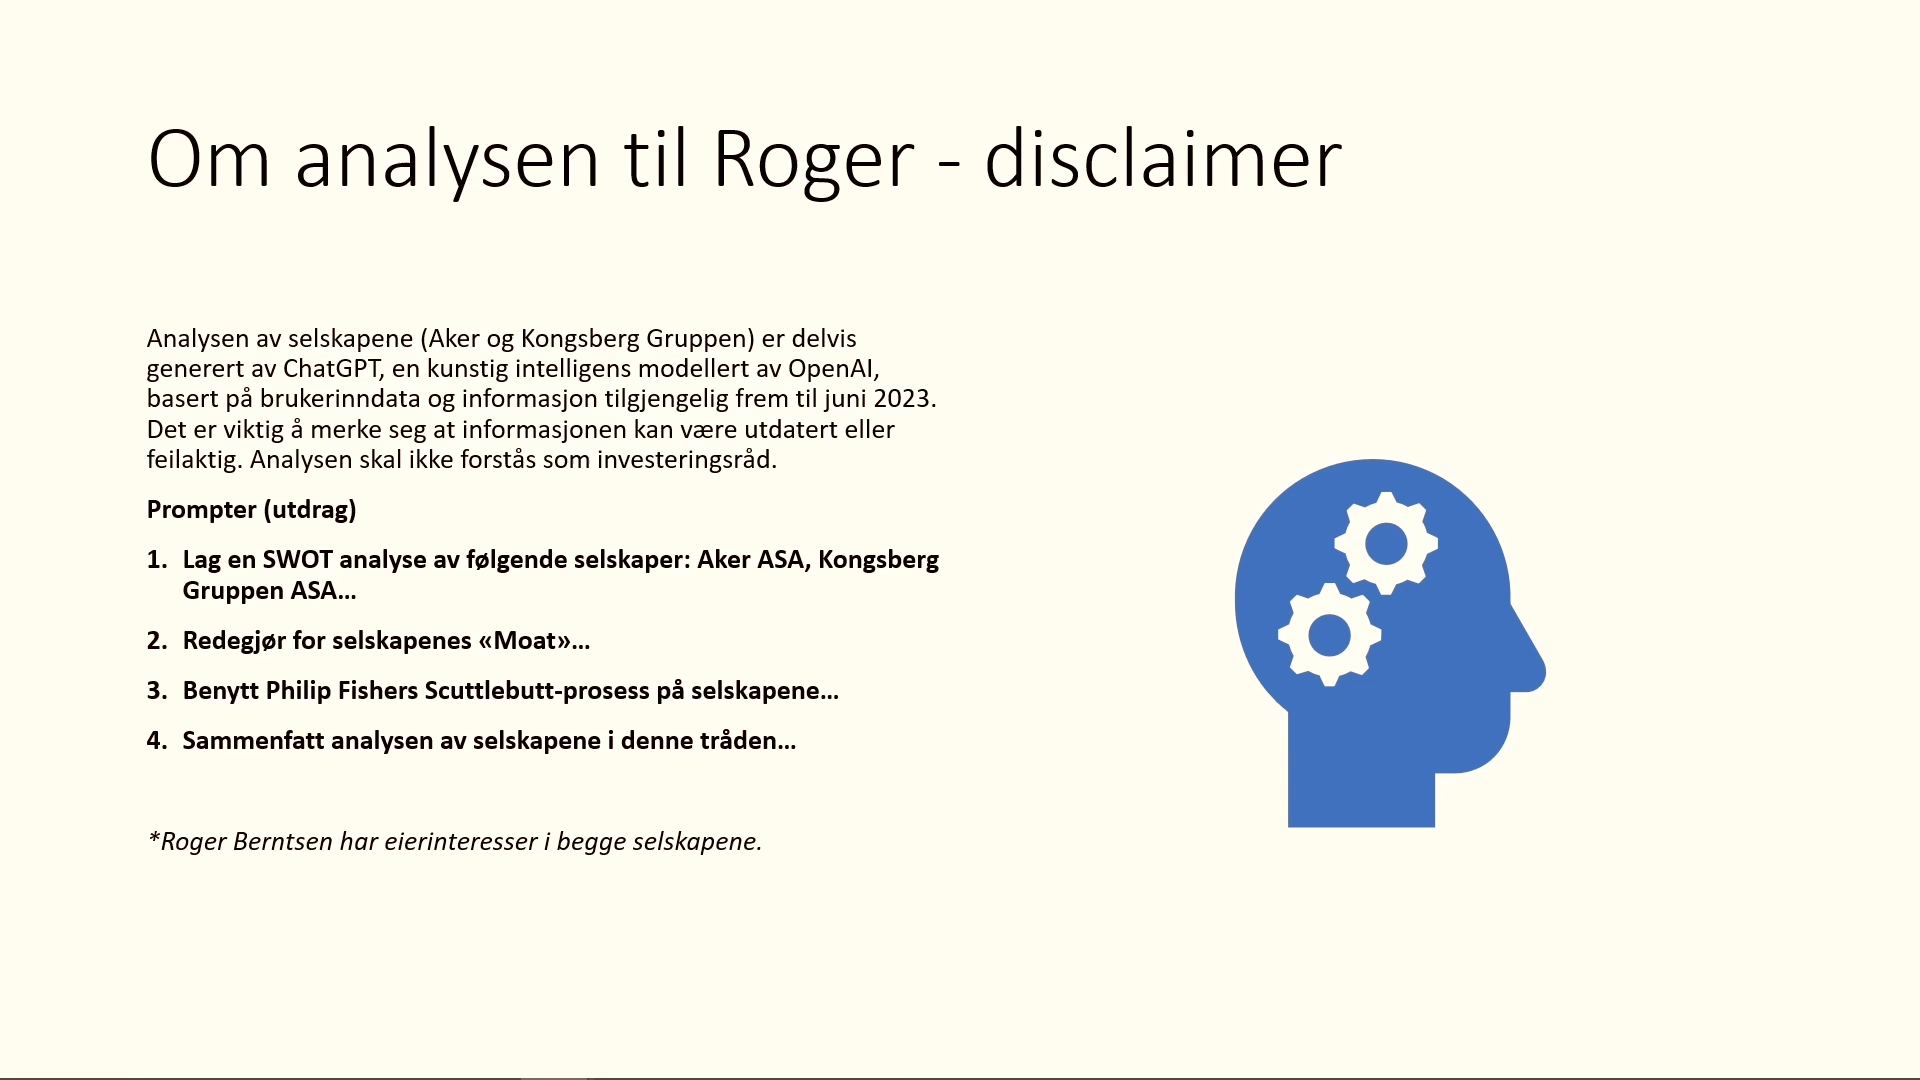 Om analysen til Roger - disclaimer
Analysen av selskapene (Aker og Kongsberg Gruppen) er delvis
generert av ChatGPT, en kunstig intelligens modellert av OpenAI,
basert på brukerinndata og informasjon tilgjengelig frem til juni 2023.
Det er viktig å merke seg at informasjonen kan være utdatert eller
feilaktig. Analysen skal ikke forstås som investeringsråd.
Prompter (utdrag)
1. Lag en SWOT analyse av følgende selskaper: Aker ASA, Kongsberg
Gruppen ASA…
2. Redegjør for selskapenes «Moat»…
3. Benytt Philip Fishers Scuttlebutt-prosess på selskapene…
4. Sammenfatt analysen av selskapene i denne tråden…
*Roger Berntsen har eierinteresser i begge selskapene.